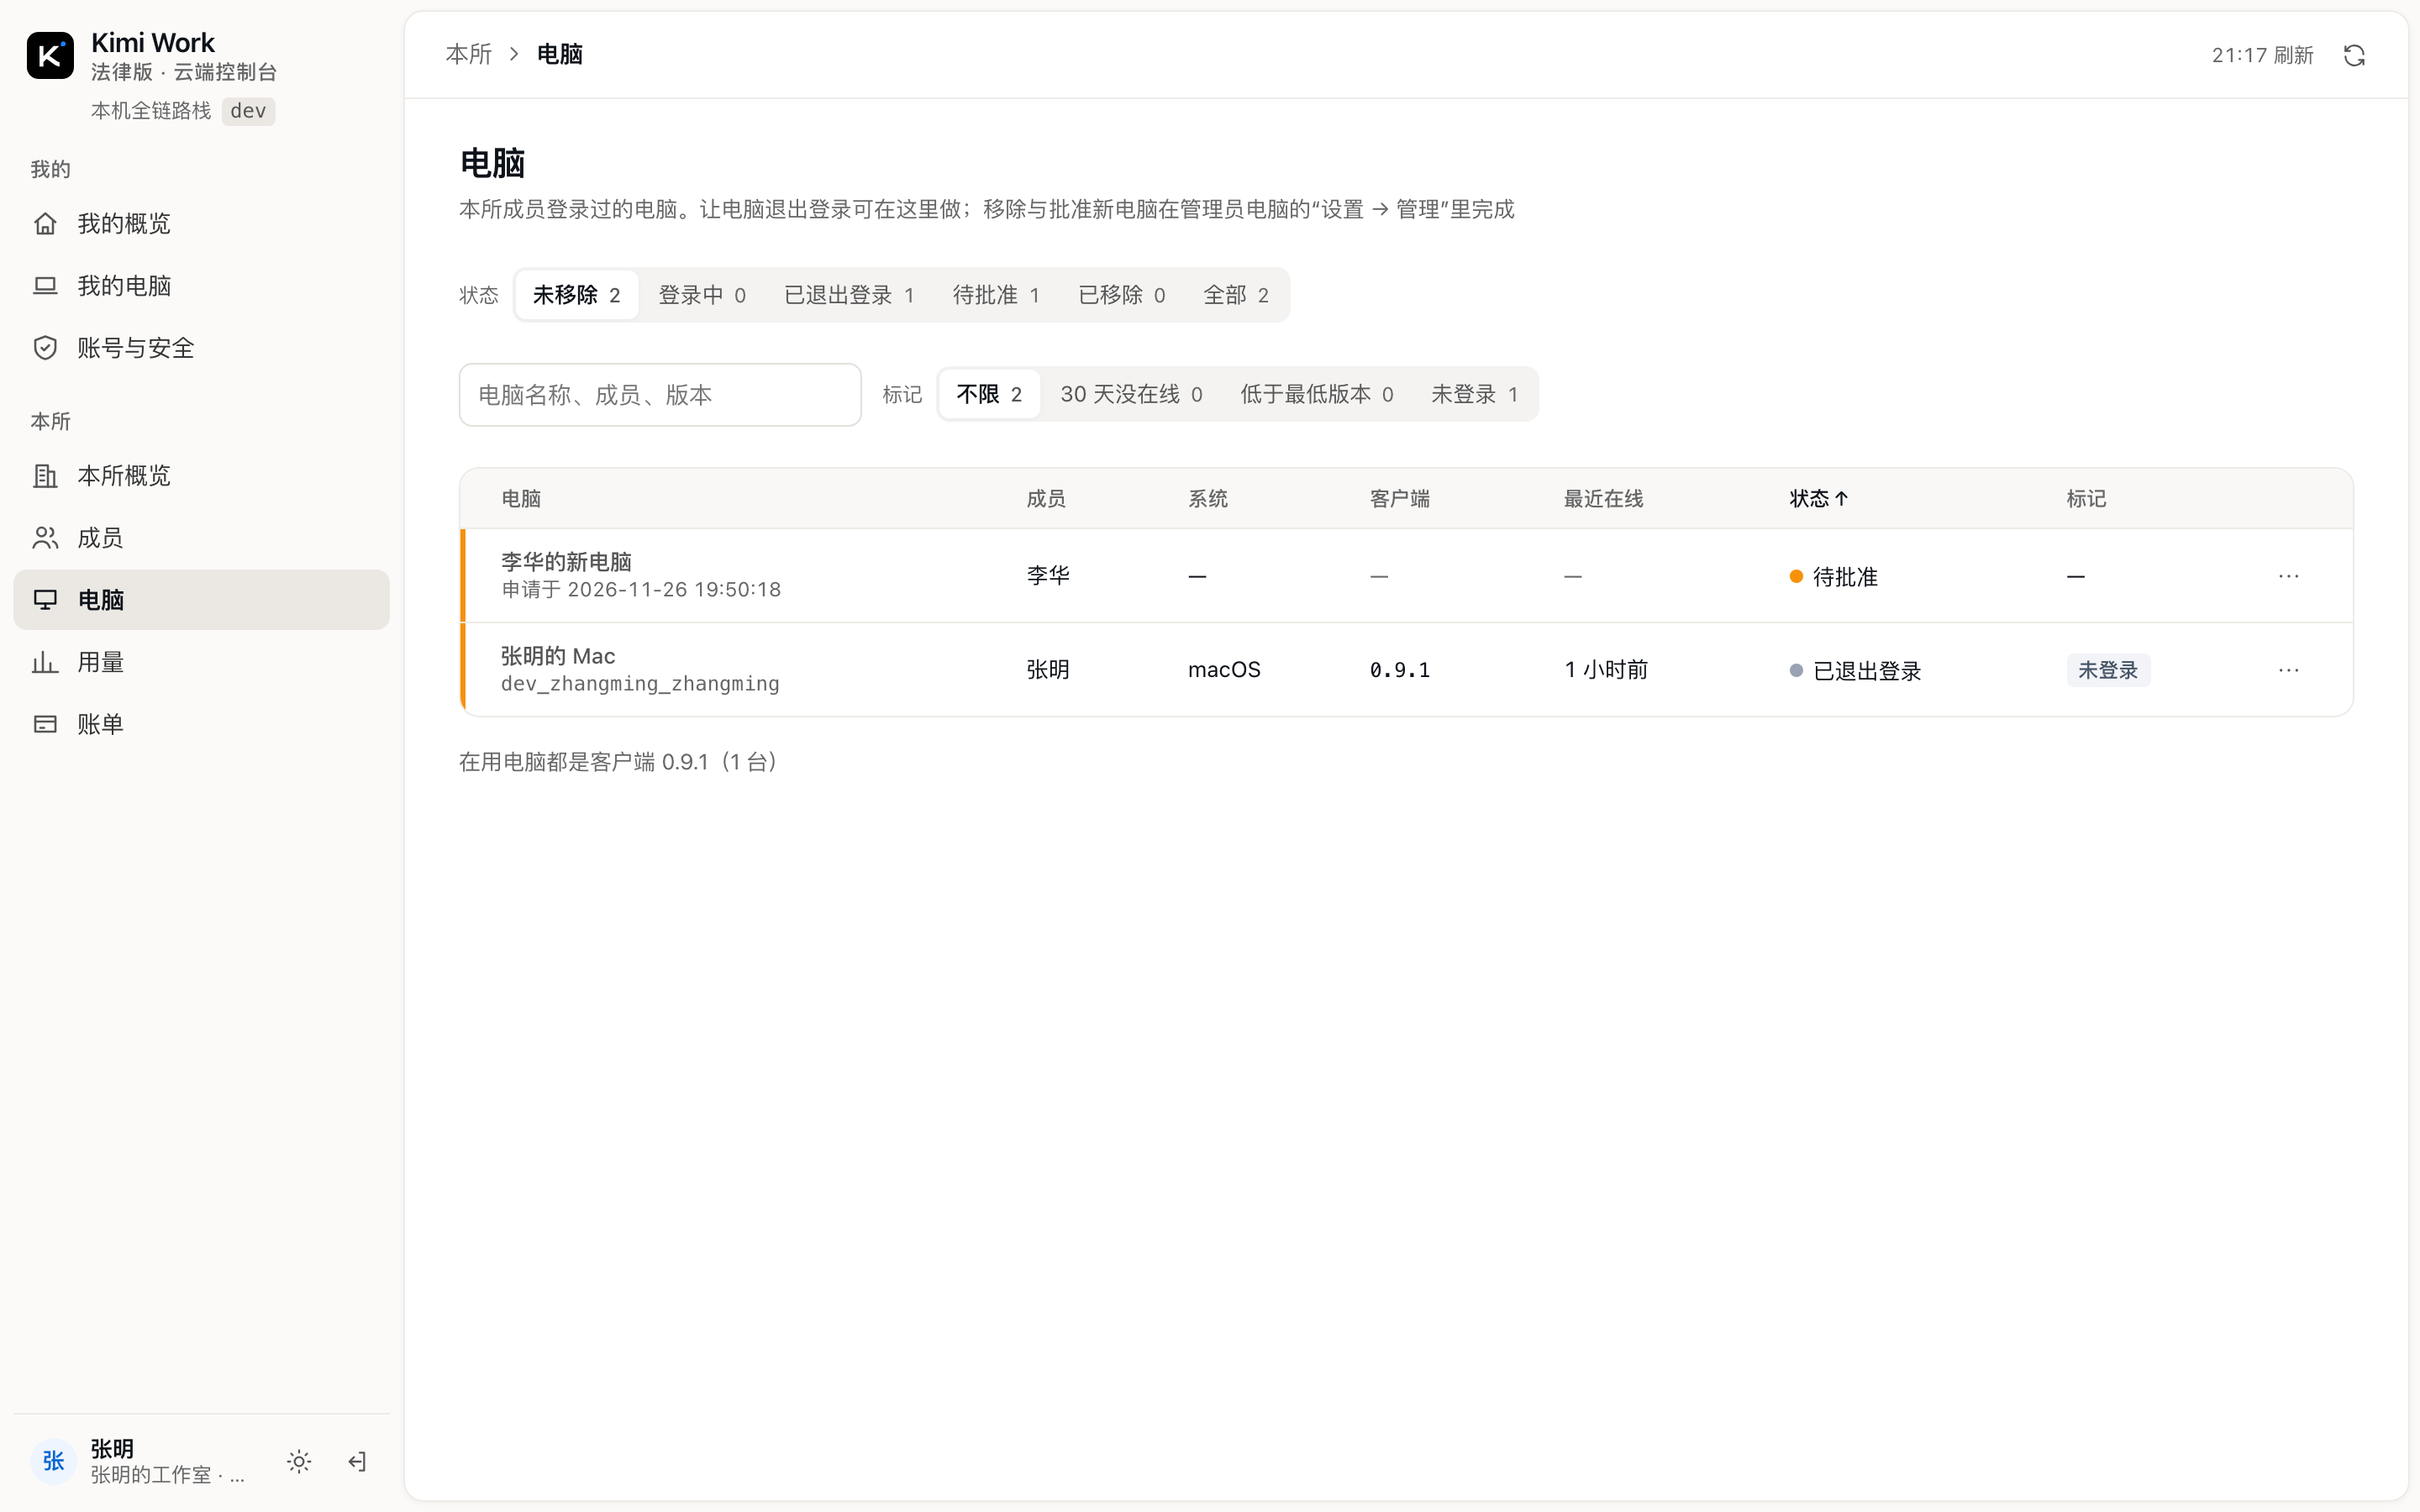 Kimi Work
法律版 · 云端控制台
本机全链路栈 dev
我的
我的概览
我的电脑
账号与安全
本所
本所概览
成员
电脑
用量
账单
张
张明
张明的工作室 · ...
本所 > 电脑
21:17 刷新
电脑
本所成员登录过的电脑。让电脑退出登录可在这里做；移除与批准新电脑在管理员电脑的“设置 → 管理”里完成
状态 未移除 2 登录中 0 已退出登录 1 待批准 1 已移除 0 全部 2
电脑名称、成员、版本 标记 不限 2 30 天没在线 0 低于最低版本 0 未登录 1
电脑 成员 系统 客户端 最近在线 状态 ↑ 标记
李华的新电脑
申请于 2026-11-26 19:50:18
李华 — — — 待批准 — ···
张明的 Mac
dev_zhangming_zhangming
张明 macOS 0.9.1 1 小时前 已退出登录 未登录 ···
在用电脑都是客户端 0.9.1（1 台）